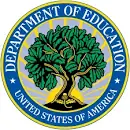 DEPARTMENT OF EDUCATION
UNITED STATES OF AMERICA